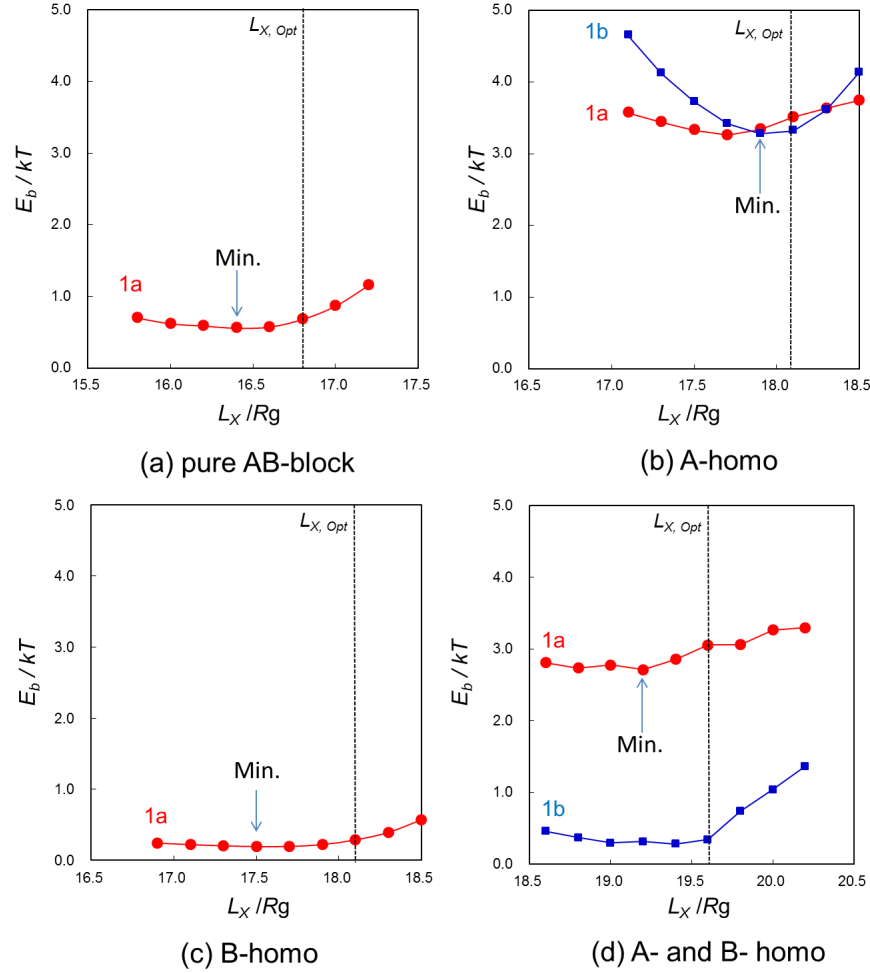 L_X, Opt
5.0
4.0
3.0
2.0
1.0
0.0
E_b / kT
1a
Min.
15.5 16.0 16.5 17.0 17.5
L_X /Rg
(a) pure AB-block
L_X, Opt
5.0
4.0
3.0
2.0
1.0
0.0
E_b / kT
1b
1a
Min.
16.5 17.0 17.5 18.0 18.5
L_X /Rg
(b) A-homo
L_X, Opt
5.0
4.0
3.0
2.0
1.0
0.0
E_b / kT
1a
Min.
16.5 17.0 17.5 18.0 18.5
L_X /Rg
(c) B-homo
L_X, Opt
5.0
4.0
3.0
2.0
1.0
0.0
E_b / kT
1a
Min.
1b
18.5 19.0 19.5 20.0 20.5
L_X /Rg
(d) A- and B- homo